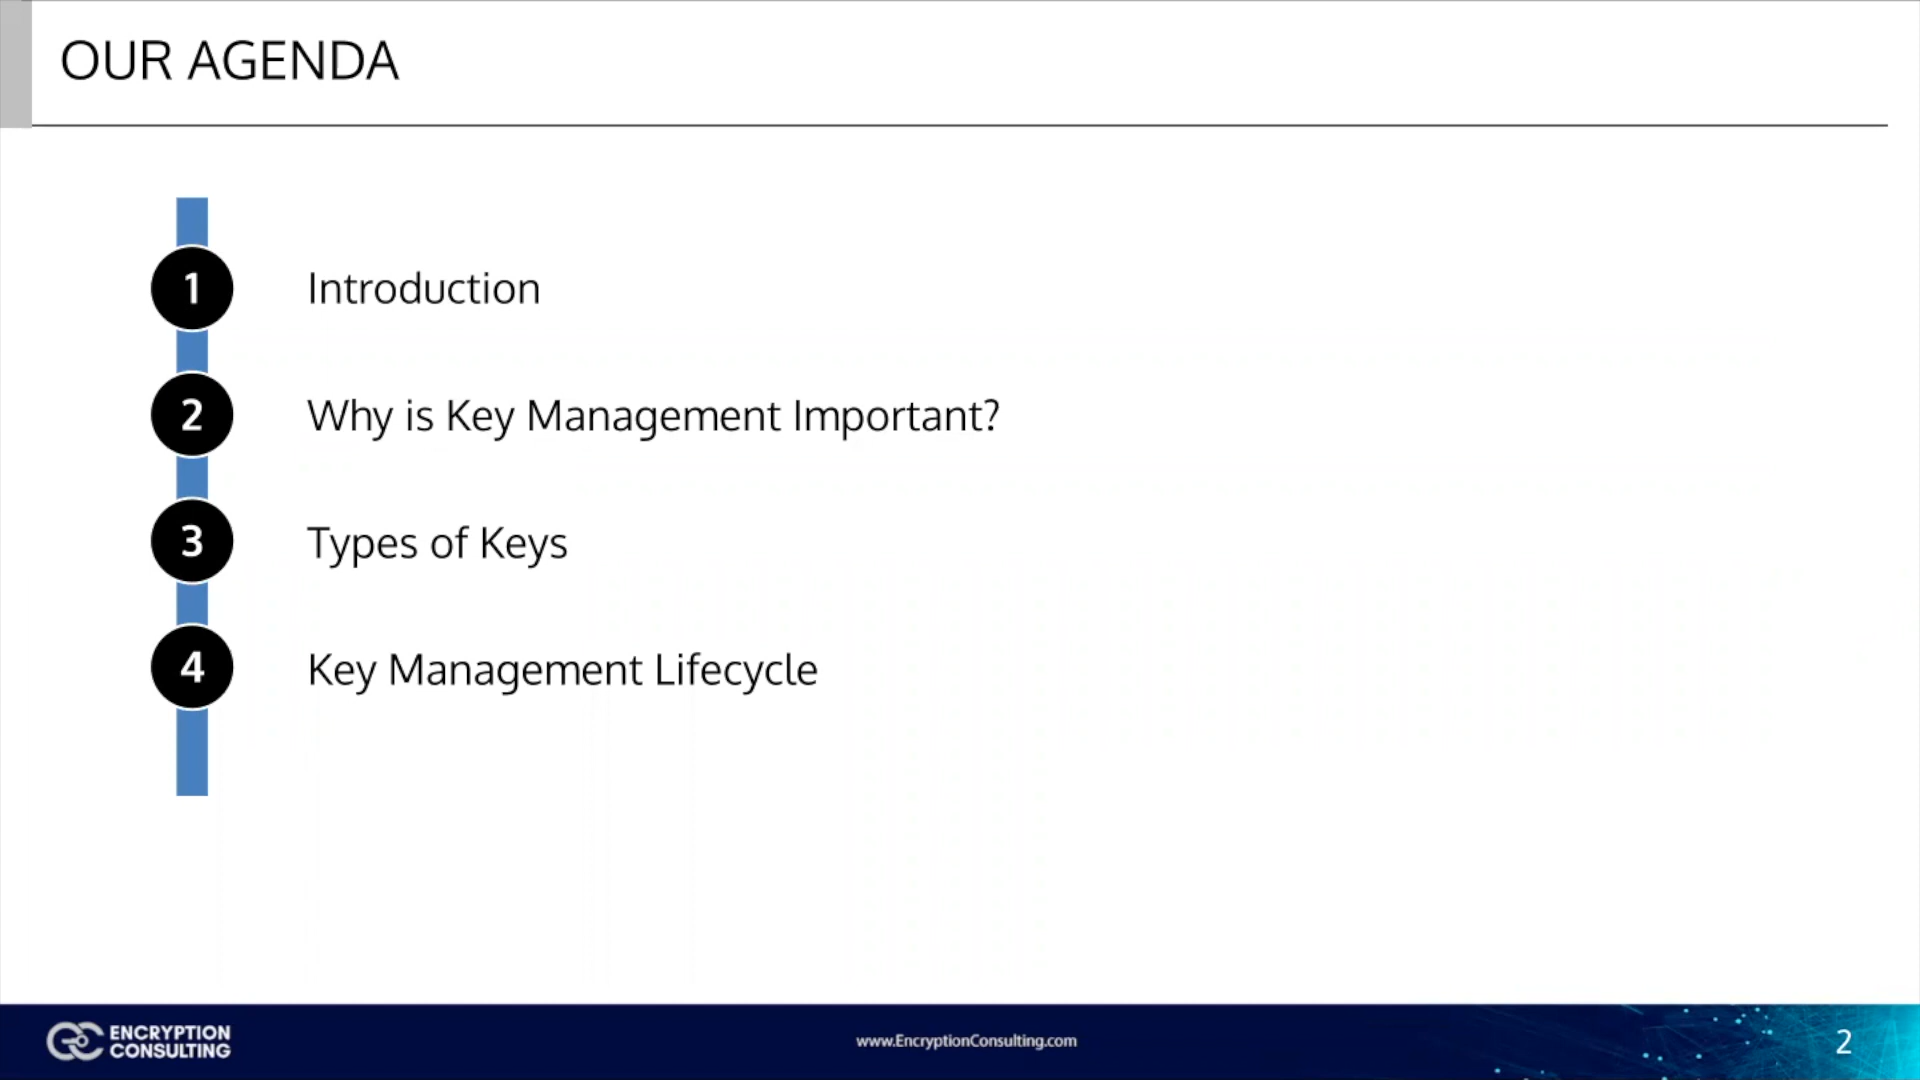 OUR AGENDA
1 Introduction
2 Why is Key Management Important?
3 Types of Keys
4 Key Management Lifecycle
ENCRYPTION
CONSULTING
www.EncryptionConsulting.com
2